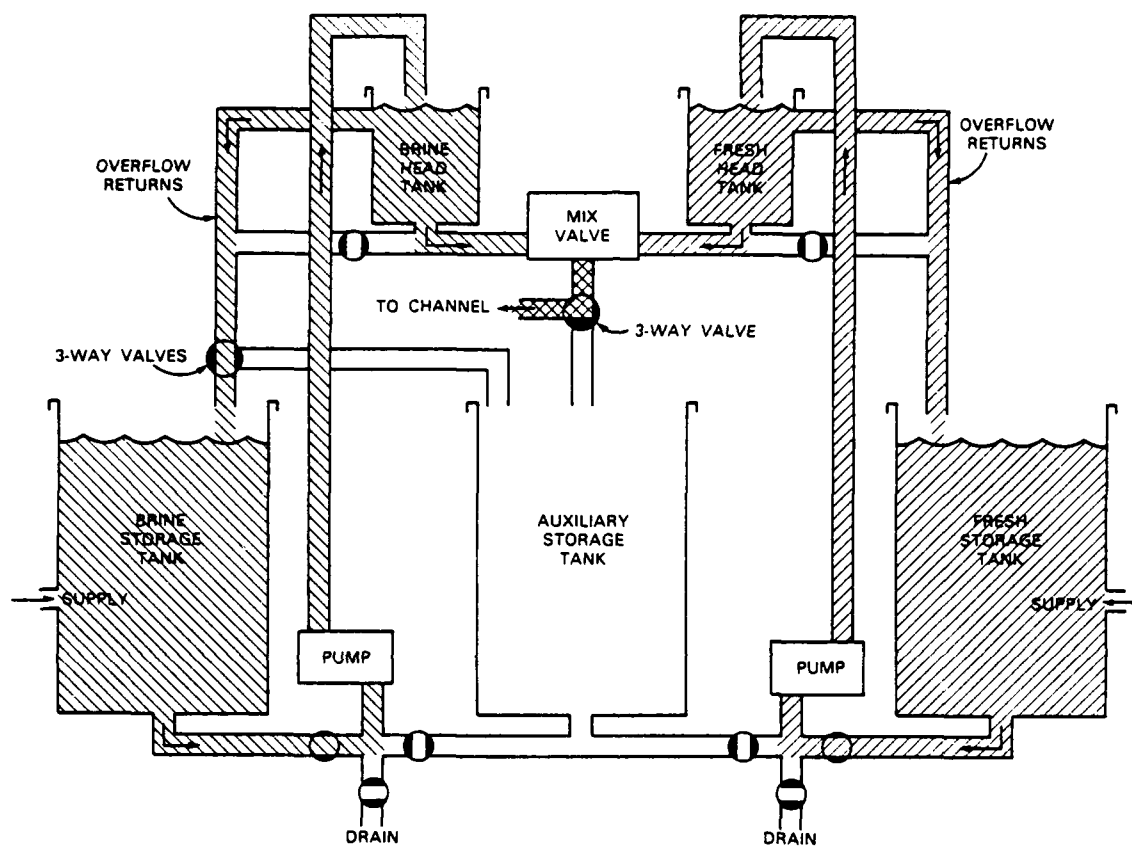 OVERFLOW
RETURNS
BRINE
HEAD
TANK
FRESH
HEAD
TANK
OVERFLOW
RETURNS
MIX
VALVE
TO CHANNEL
3-WAY VALVE
3-WAY VALVES
BRINE
STORAGE
TANK
AUXILIARY
STORAGE
TANK
FRESH
STORAGE
TANK
SUPPLY
SUPPLY
PUMP
PUMP
DRAIN
DRAIN